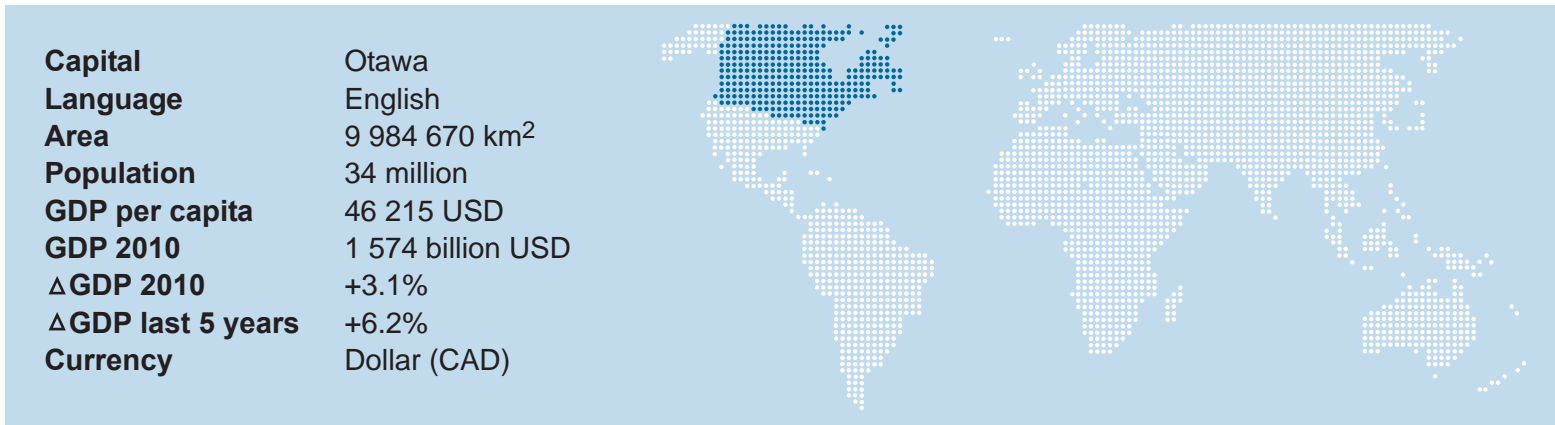 Capital Otawa
Language English
Area 9 984 670 km2
Population 34 million
GDP per capita 46 215 USD
GDP 2010 1 574 billion USD
△GDP 2010 +3.1%
△GDP last 5 years +6.2%
Currency Dollar (CAD)